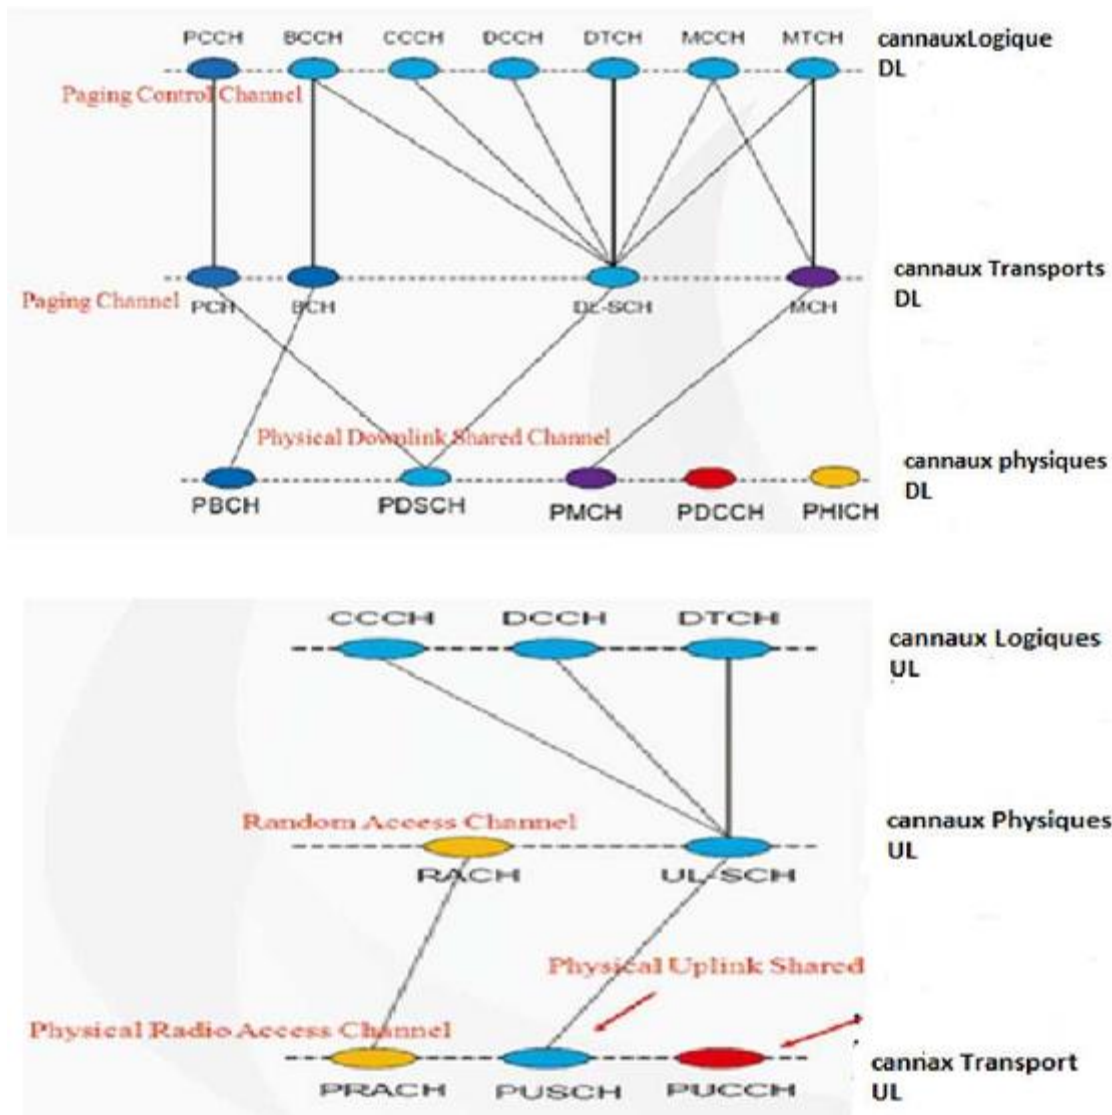 PCCH BCCH CCCH DCCH DTCH MCCH MTCH
cannauxLogique
DL
Paging Control Channel
cannaux Transports
DL
Paging Channel
PCH BCH DL-SCH MCH
Physical Downlink Shared Channel
cannaux physiques
DL
PBCH PDSCH PMCH PDCCH PHICH
CCCH DCCH DTCH
cannaux Logiques
UL
Random Access Channel
cannaux Physiques
UL
RACH UL-SCH
Physical Uplink Shared
Physical Radio Access Channel
PRACH PUSCH PUCCH
canniax Transport
UL